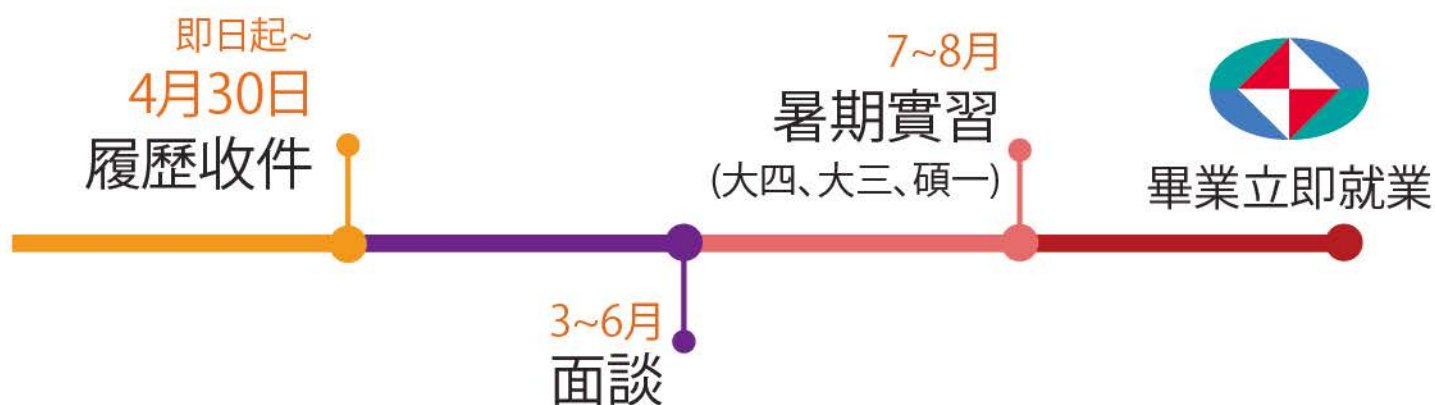 即日起~
4月30日
履歷收件
3~6月
面談
7~8月
暑期實習
(大四、大三、碩一)
畢業立即就業